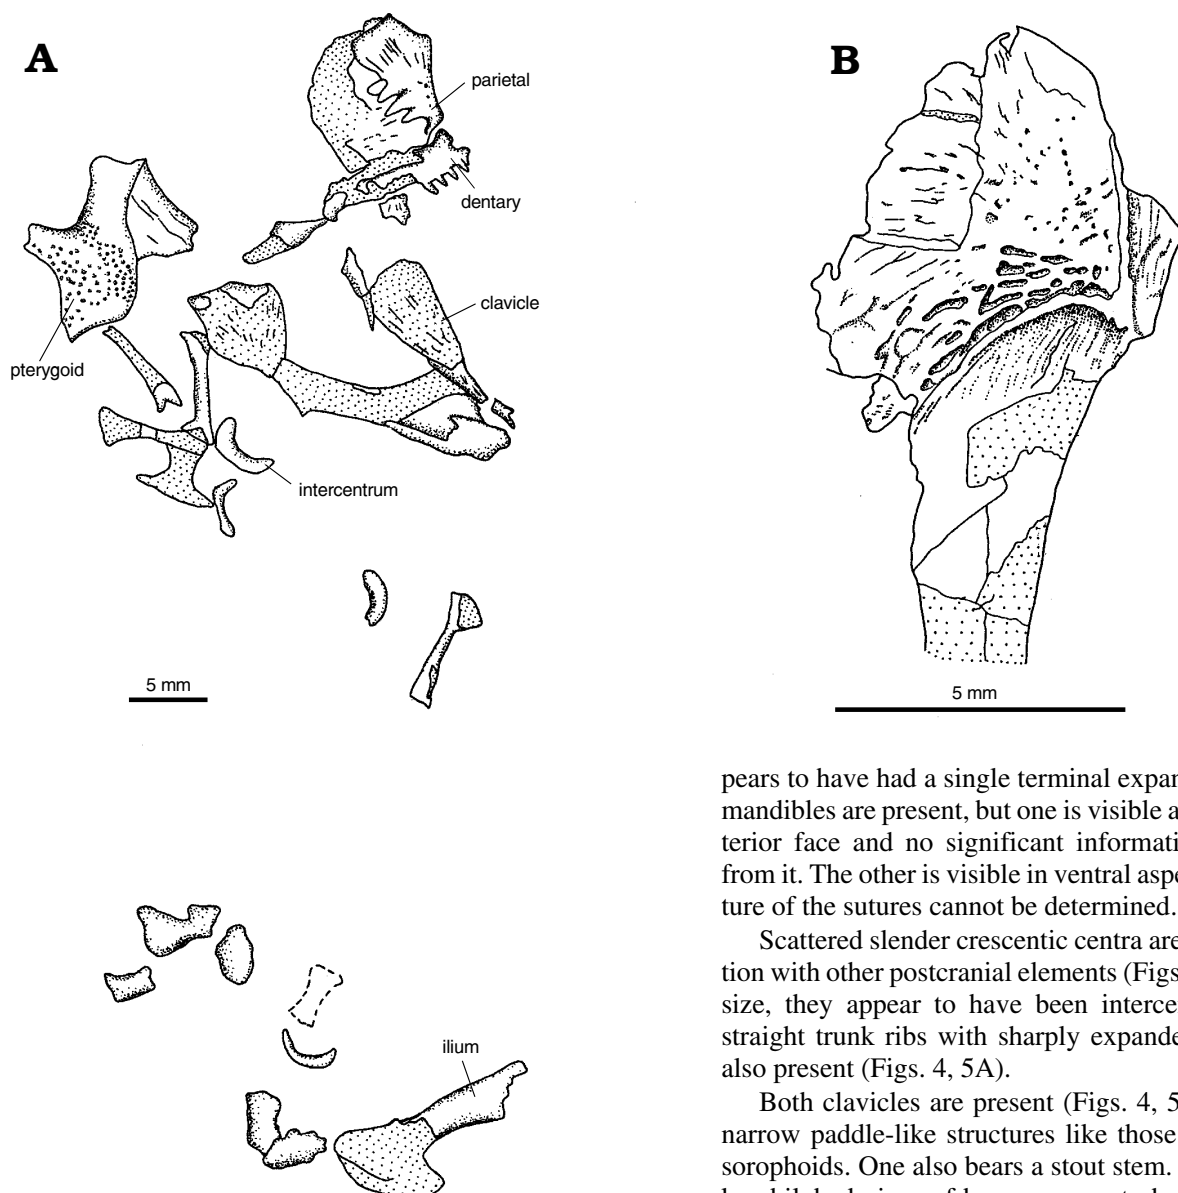 A
parietal
dentary
clavicle
pterygoid
intercentrum
5 mm
ilium
B
5 mm
pears to have had a single terminal expan
mandibles are present, but one is visible a
terior face and no significant informati
from it. The other is visible in ventral aspe
ture of the sutures cannot be determined.
Scattered slender crescentic centra are
tion with other postcranial elements (Figs
size, they appear to have been interce
straight trunk ribs with sharply expande
also present (Figs. 4, 5A).
Both clavicles are present (Figs. 4, 5
narrow paddle-like structures like those
sorophoids. One also bears a stout stem.